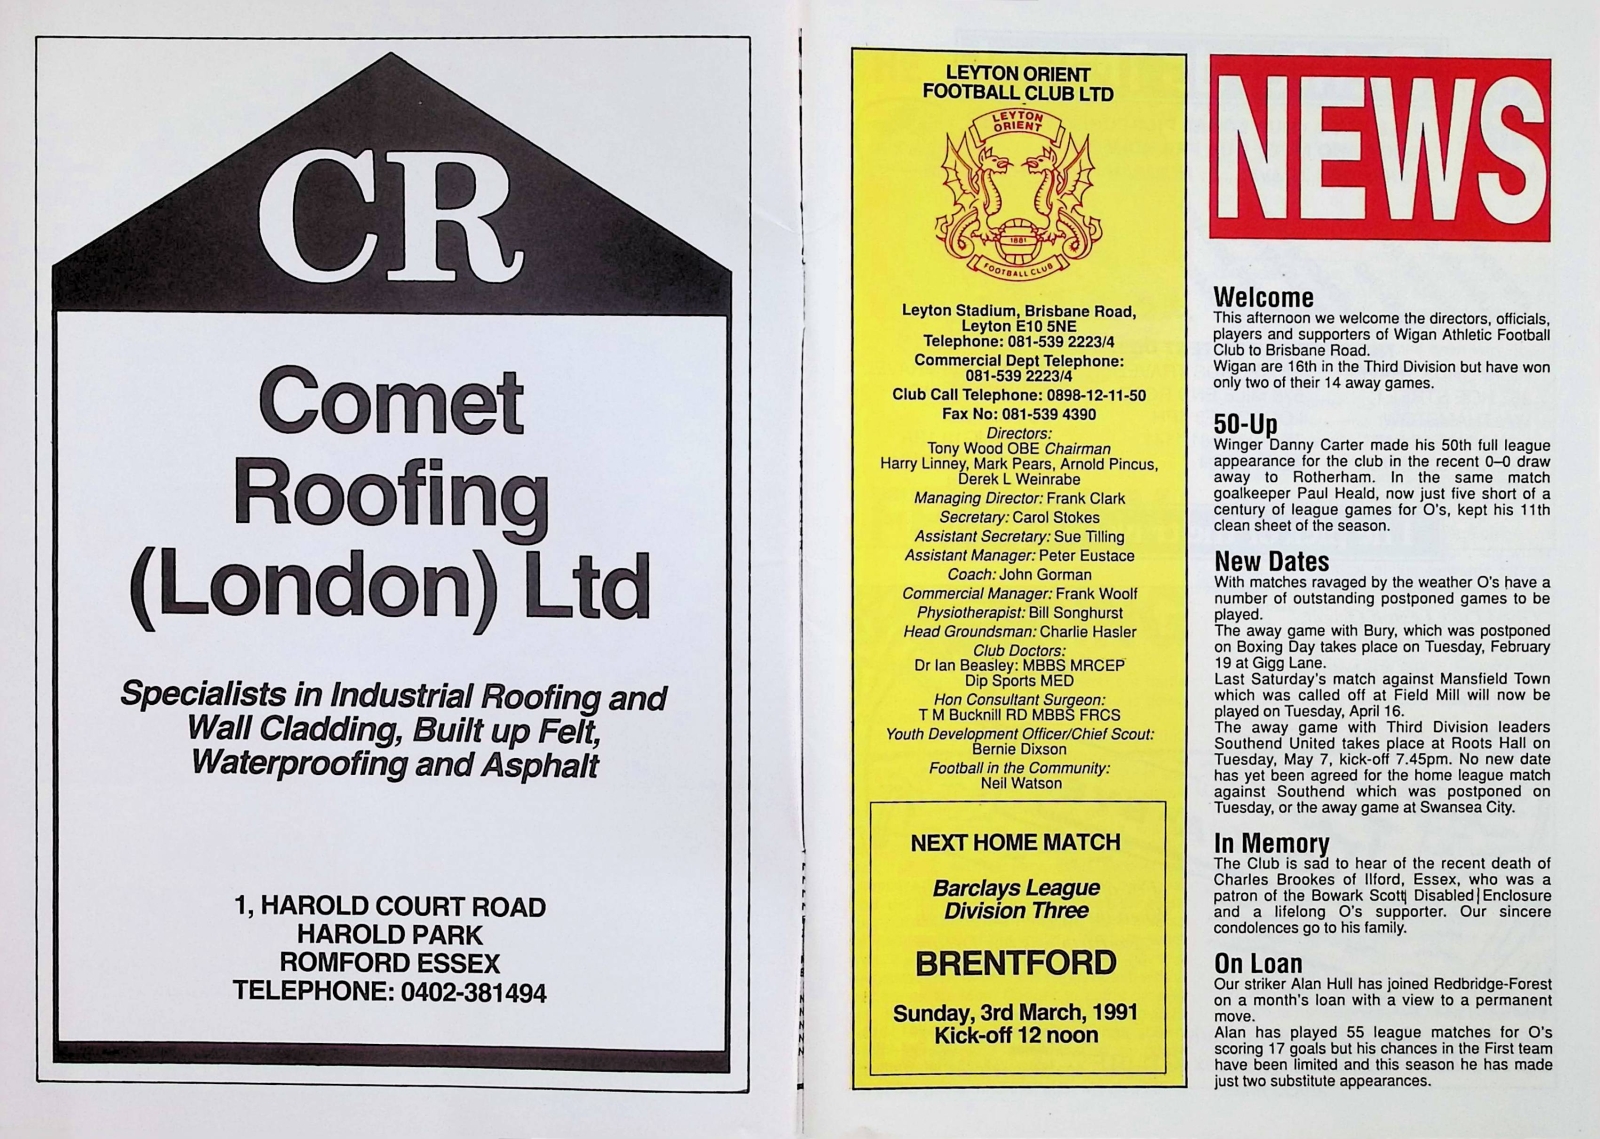 CR
Comet
Roofing
(London) Ltd
Specialists in Industrial Roofing and
Wall Cladding, Built up Felt,
Waterproofing and Asphalt
1, HAROLD COURT ROAD
HAROLD PARK
ROMFORD ESSEX
TELEPHONE: 0402-381494
LEYTON ORIENT
FOOTBALL CLUB LTD
LEYTON
ORIENT
1881
FOOTBALL CLUB
Leyton Stadium, Brisbane Road,
Leyton E10 5NE
Telephone: 081-539 2223/4
Commercial Dept Telephone:
081-539 2223/4
Club Call Telephone: 0898-12-11-50
Fax No: 081-539 4390
Directors:
Tony Wood OBE Chairman
Harry Linney, Mark Pears, Arnold Pincus,
Derek L Weinrabe
Managing Director: Frank Clark
Secretary: Carol Stokes
Assistant Secretary: Sue Tilling
Assistant Manager: Peter Eustace
Coach: John Gorman
Commercial Manager: Frank Woolf
Physiotherapist: Bill Songhurst
Head Groundsman: Charlie Hasler
Club Doctors:
Dr Ian Beasley: MBBS MRCEP
Dip Sports MED
Hon Consultant Surgeon:
T M Bucknill RD MBBS FRCS
Youth Development Officer/Chief Scout:
Bernie Dixson
Football in the Community:
Neil Watson
NEXT HOME MATCH
Barclays League
Division Three
BRENTFORD
Sunday, 3rd March, 1991
Kick-off 12 noon
NEWS
Welcome
This afternoon we welcome the directors, officials,
players and supporters of Wigan Athletic Football
Club to Brisbane Road.
Wigan are 16th in the Third Division but have won
only two of their 14 away games.
50-Up
Winger Danny Carter made his 50th full league
appearance for the club in the recent 0–0 draw
away to Rotherham. In the same match
goalkeeper Paul Heald, now just five short of a
century of league games for O's, kept his 11th
clean sheet of the season.
New Dates
With matches ravaged by the weather O's have a
number of outstanding postponed games to be
played.
The away game with Bury, which was postponed
on Boxing Day takes place on Tuesday, February
19 at Gigg Lane.
Last Saturday's match against Mansfield Town
which was called off at Field Mill will now be
played on Tuesday, April 16.
The away game with Third Division leaders
Southend United takes place at Roots Hall on
Tuesday, May 7, kick-off 7.45pm. No new date
has yet been agreed for the home league match
against Southend which was postponed on
Tuesday, or the away game at Swansea City.
In Memory
The Club is sad to hear of the recent death of
Charles Brookes of Ilford, Essex, who was a
patron of the Bowark Scott Disabled Enclosure
and a lifelong O's supporter. Our sincere
condolences go to his family.
On Loan
Our striker Alan Hull has joined Redbridge-Forest
on a month's loan with a view to a permanent
move.
Alan has played 55 league matches for O's
scoring 17 goals but his chances in the First team
have been limited and this season he has made
just two substitute appearances.